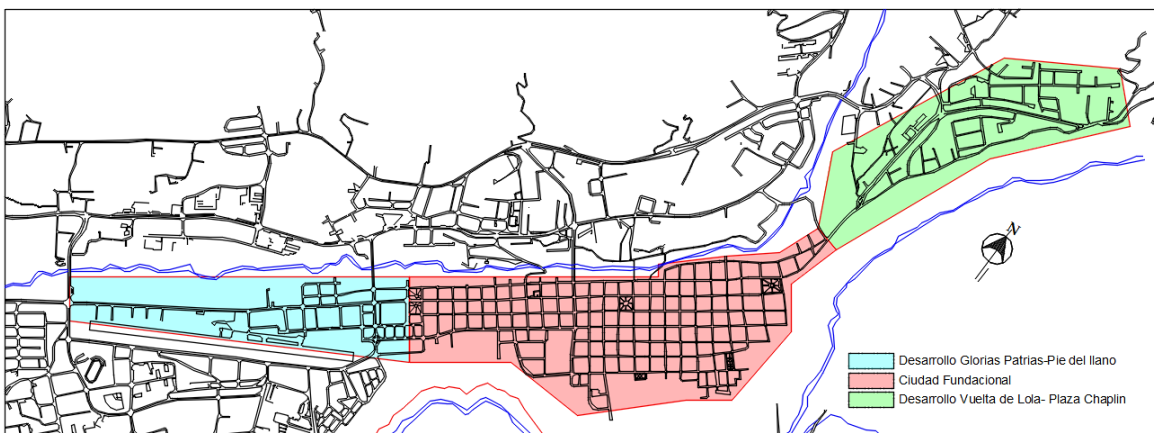 N
Desarrollo Glorias Patrias-Pie del llano
Ciudad Fundacional
Desarrollo Vuelta de Lola- Plaza Chaplin